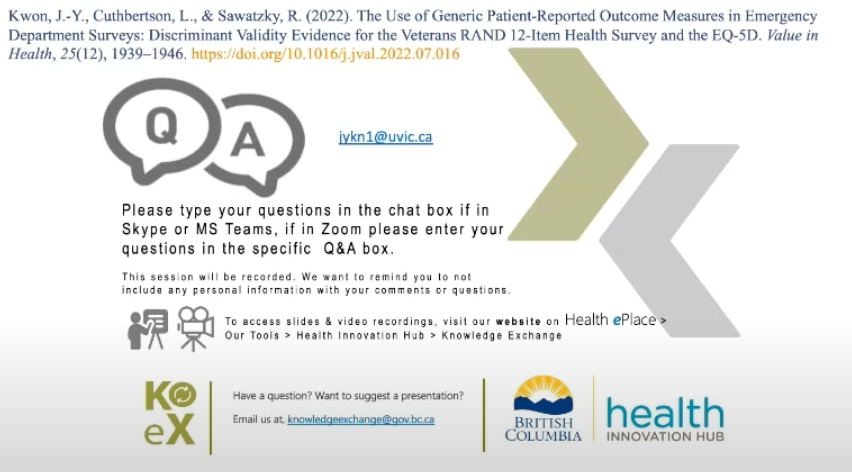 Kwon, J.-Y., Cuthbertson, L., & Sawatzky, R. (2022). The Use of Generic Patient-Reported Outcome Measures in Emergency
Department Surveys: Discriminant Validity Evidence for the Veterans RAND 12-Item Health Survey and the EQ-5D. Value in
Health, 25(12), 1939–1946. https://doi.org/10.1016/j.jval.2022.07.016
Q
A
jykn1@uvic.ca
Please type your questions in the chat box if in
Skype or MS Teams, if in Zoom please enter your
questions in the specific Q&A box.
This session will be recorded. We want to remind you to not
include any personal information with your comments or questions.
To access slides & video recordings, visit our website on Health ePlace >
Our Tools > Health Innovation Hub > Knowledge Exchange
K
eX
Have a question? Want to suggest a presentation?
Email us at, knowledgeexchange@gov.bc.ca
BRITISH
COLUMBIA
health
INNOVATION HUB